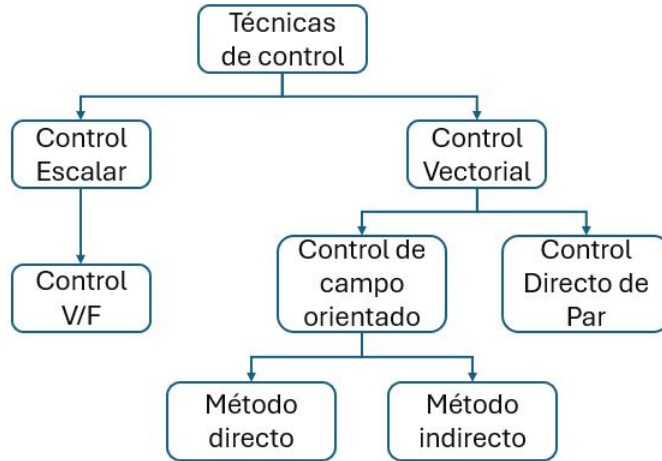 Técnicas
de control
Control
Escalar
Control
Vectorial
Control
V/F
Control de
campo
orientado
Control
Directo de
Par
Método
directo
Método
indirecto